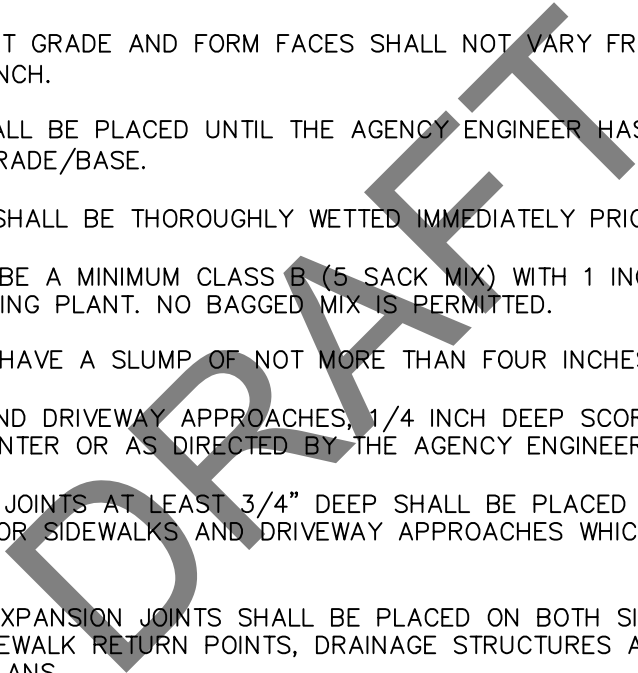 T GRADE AND FORM FACES SHALL NOT VARY FR
NCH.
ALL BE PLACED UNTIL THE AGENCY ENGINEER HAS
RADE/BASE.
SHALL BE THOROUGHLY WETTED IMMEDIATELY PRIO
BE A MINIMUM CLASS B (5 SACK MIX) WITH 1 INC
ING PLANT. NO BAGGED MIX IS PERMITTED.
HAVE A SLUMP OF NOT MORE THAN FOUR INCHES
ND DRIVEWAY APPROACHES, 1/4 INCH DEEP SCOR
NTER OR AS DIRECTED BY THE AGENCY ENGINEER
JOINTS AT LEAST 3/4" DEEP SHALL BE PLACED
OR SIDEWALKS AND DRIVEWAY APPROACHES WHIC
XPANSION JOINTS SHALL BE PLACED ON BOTH SI
EWALK RETURN POINTS, DRAINAGE STRUCTURES A
LANS
DRAFT